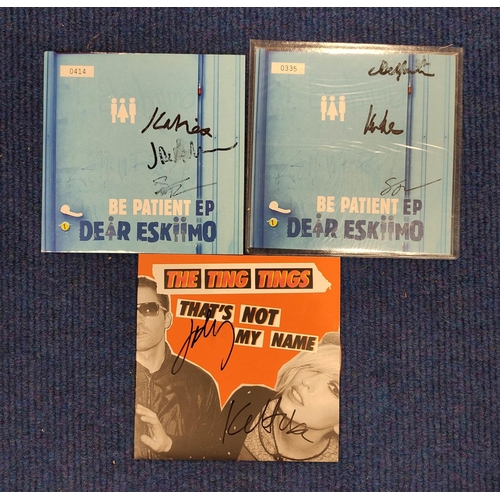 0414
BE PATIENT EP
DEAR ESKIIMO
0335
BE PATIENT EP
DEAR ESKIIMO
THE TING TINGS
THAT'S NOT
MY NAME